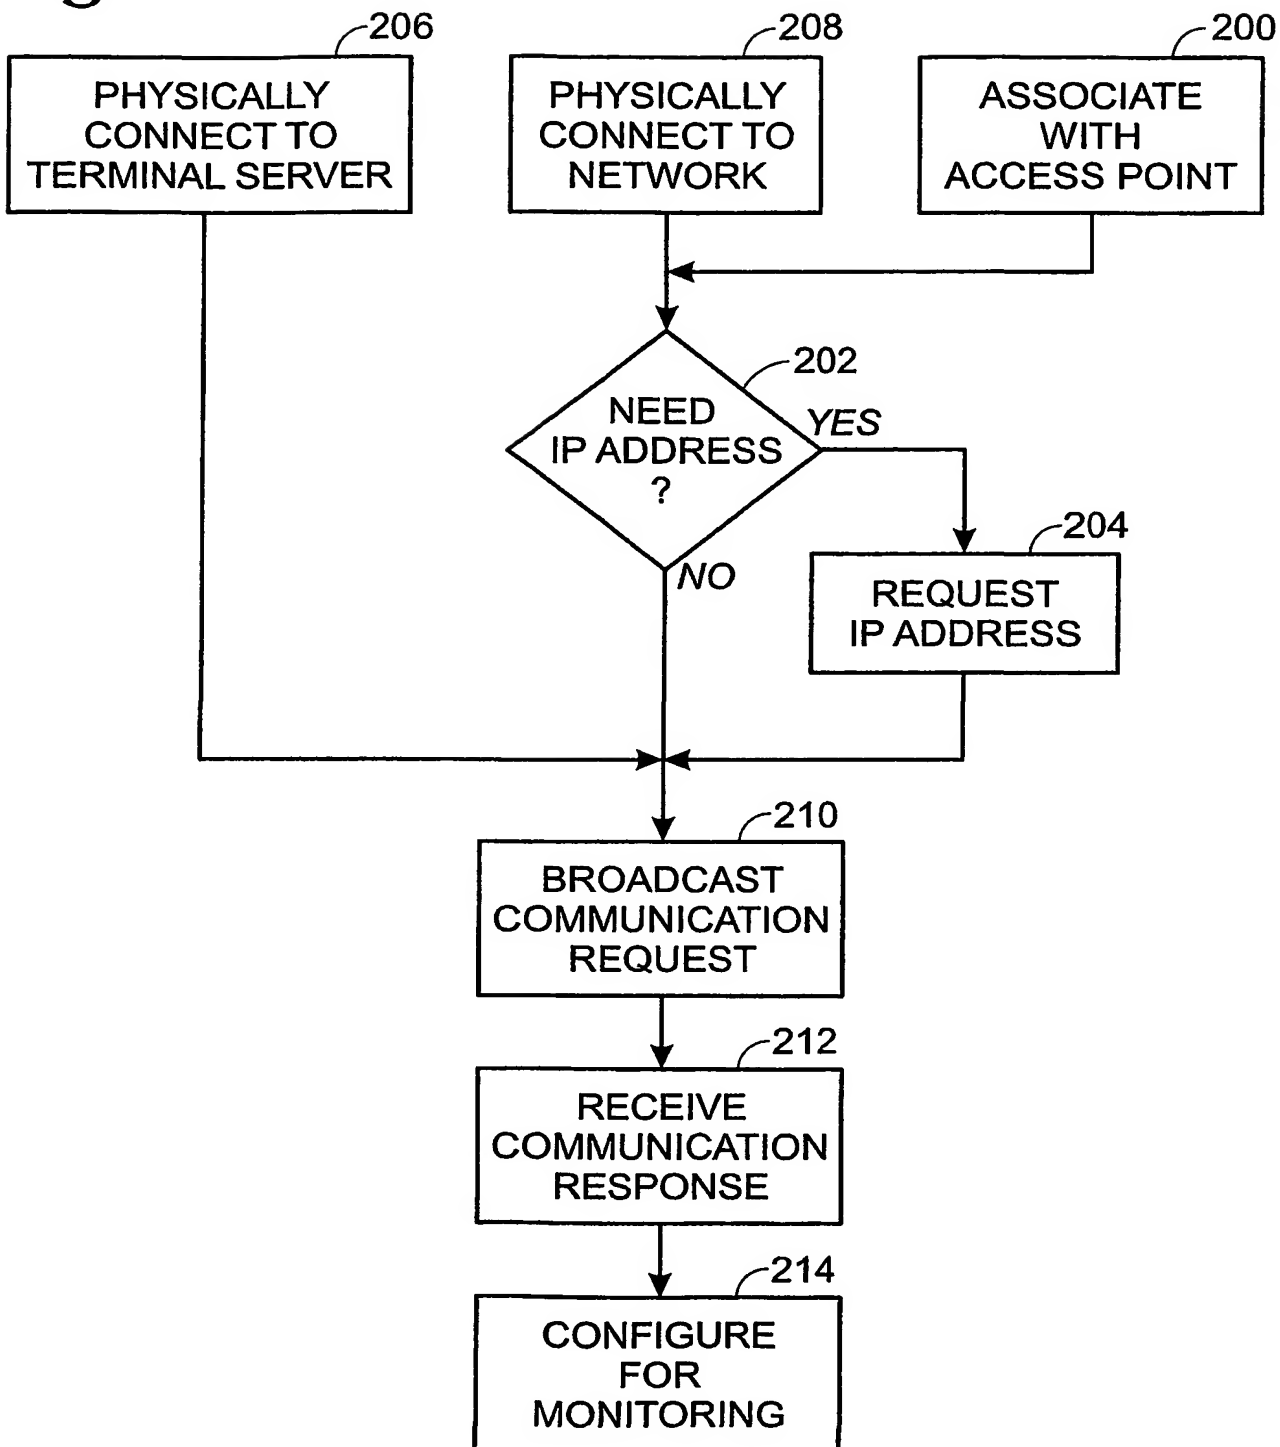 206
PHYSICALLY
CONNECT TO
TERMINAL SERVER
208
PHYSICALLY
CONNECT TO
NETWORK
200
ASSOCIATE
WITH
ACCESS POINT
202
NEED
IP ADDRESS
?
YES
NO
204
REQUEST
IP ADDRESS
210
BROADCAST
COMMUNICATION
REQUEST
212
RECEIVE
COMMUNICATION
RESPONSE
214
CONFIGURE
FOR
MONITORING